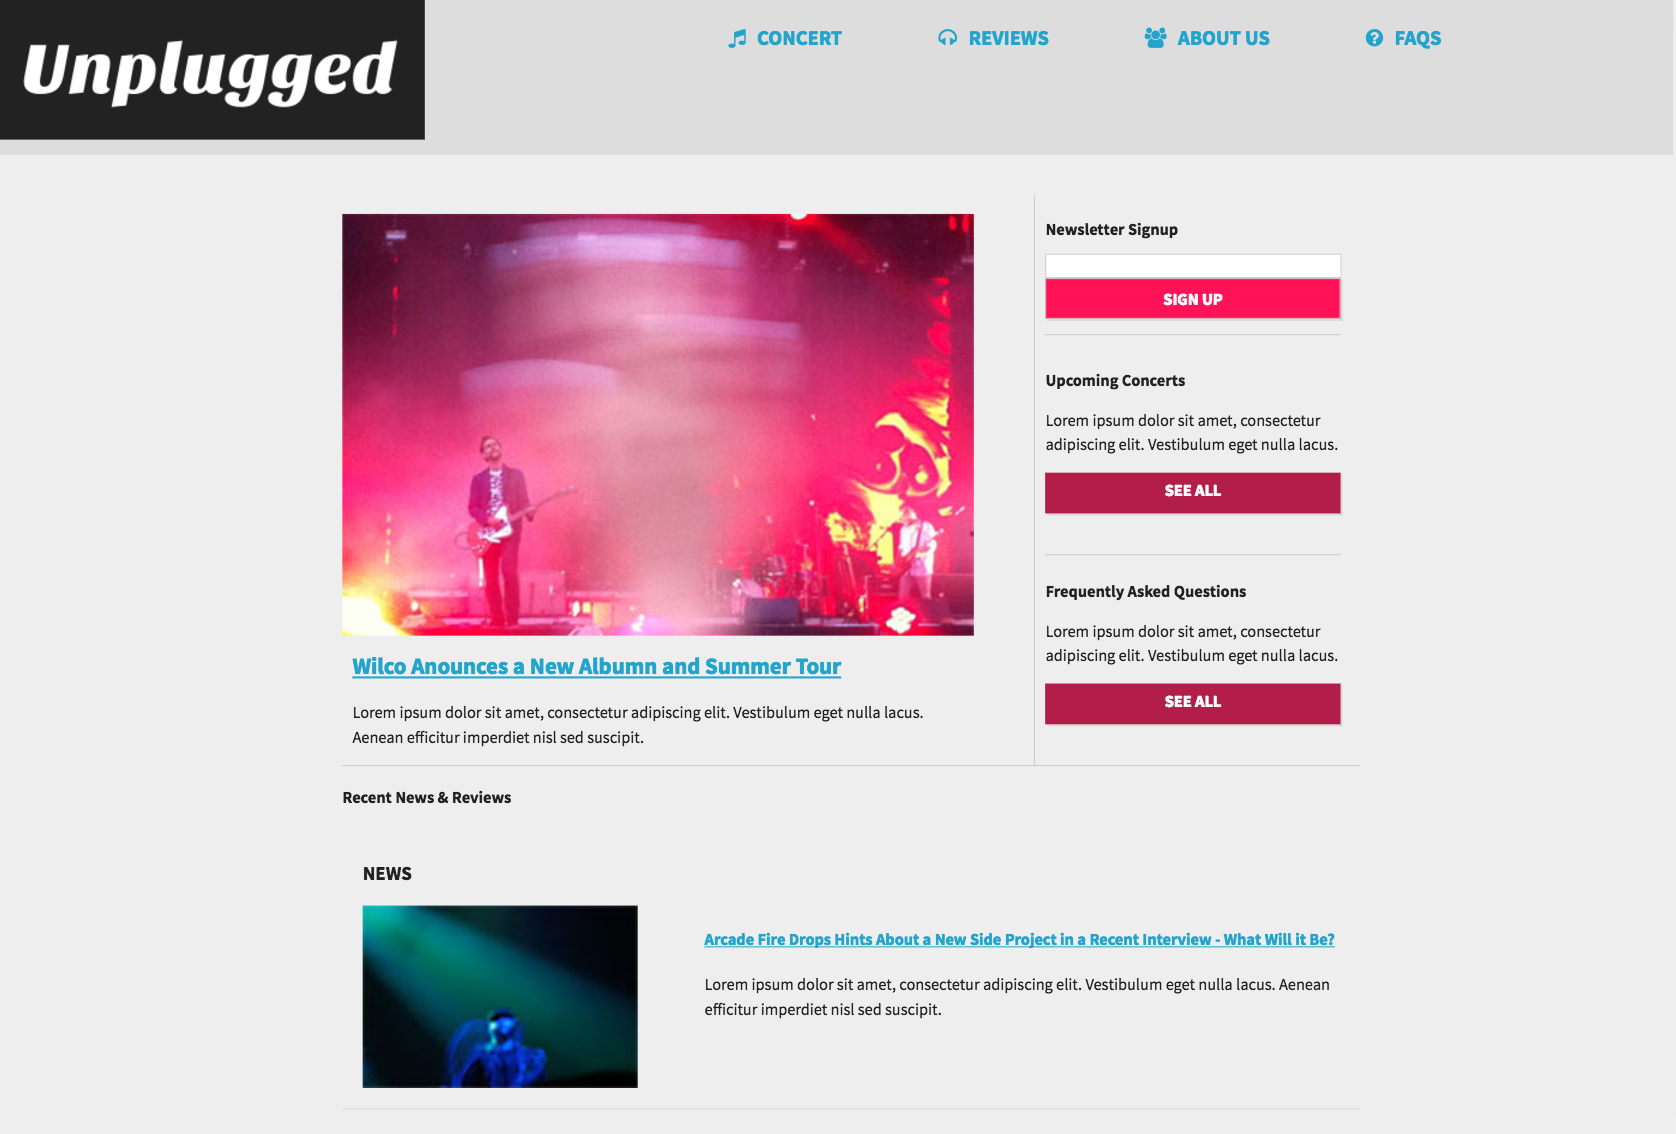 Unplugged
CONCERT
REVIEWS
ABOUT US
FAQS
Wilco Anounces a New Albumn and Summer Tour
Lorem ipsum dolor sit amet, consectetur adipiscing elit. Vestibulum eget nulla lacus.
Aenean efficitur imperdiet nisl sed suscipit.
Newsletter Signup
SIGN UP
Upcoming Concerts
Lorem ipsum dolor sit amet, consectetur
adipiscing elit. Vestibulum eget nulla lacus.
SEE ALL
Frequently Asked Questions
Lorem ipsum dolor sit amet, consectetur
adipiscing elit. Vestibulum eget nulla lacus.
SEE ALL
Recent News & Reviews
NEWS
Arcade Fire Drops Hints About a New Side Project in a Recent Interview - What Will it Be?
Lorem ipsum dolor sit amet, consectetur adipiscing elit. Vestibulum eget nulla lacus. Aenean
efficitur imperdiet nisl sed suscipit.